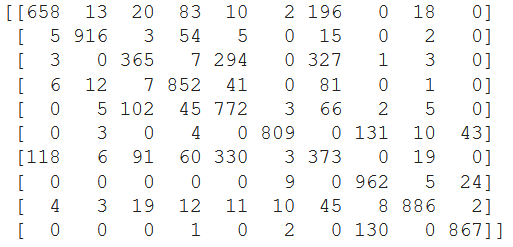 [[658 13 20 83 10 2 196 0 18 0]
[ 5 916 3 54 5 0 15 0 2 0]
[ 3 0 365 7 294 0 327 1 3 0]
[ 6 12 7 852 41 0 81 0 1 0]
[ 0 5 102 45 772 3 66 2 5 0]
[ 0 3 0 4 0 809 0 131 10 43]
[118 6 91 60 330 3 373 0 19 0]
[ 0 0 0 0 0 9 0 962 5 24]
[ 4 3 19 12 11 10 45 8 886 2]
[ 0 0 0 1 0 2 0 130 0 867]]